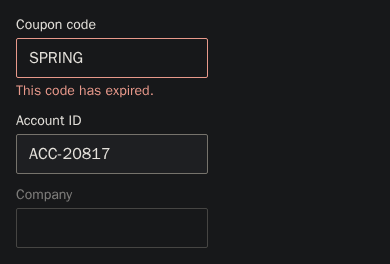 Coupon code
SPRING
This code has expired.
Account ID
ACC-20817
Company